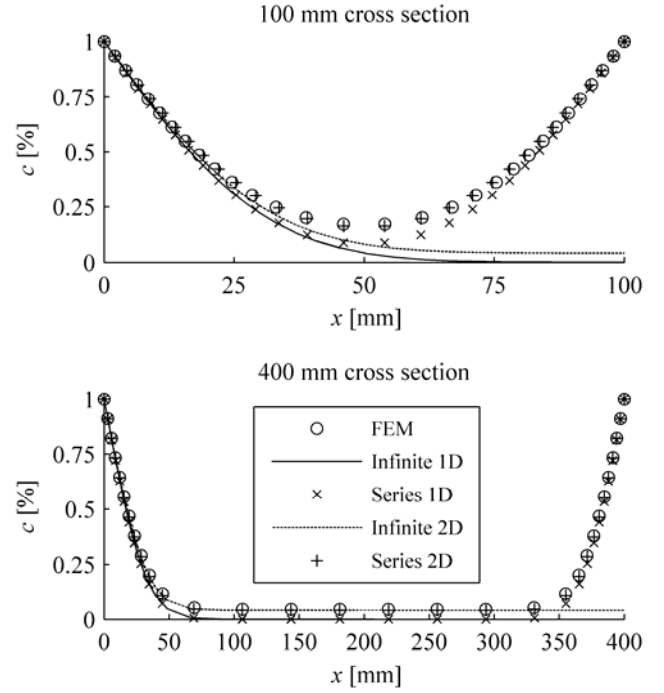 100 mm cross section
1
0.75
0.5
0.25
0
c [%]
0 25 50 75 100
x [mm]
400 mm cross section
1
0.75
0.5
0.25
0
c [%]
FEM
Infinite 1D
Series 1D
Infinite 2D
Series 2D
0 50 100 150 200 250 300 350 400
x [mm]